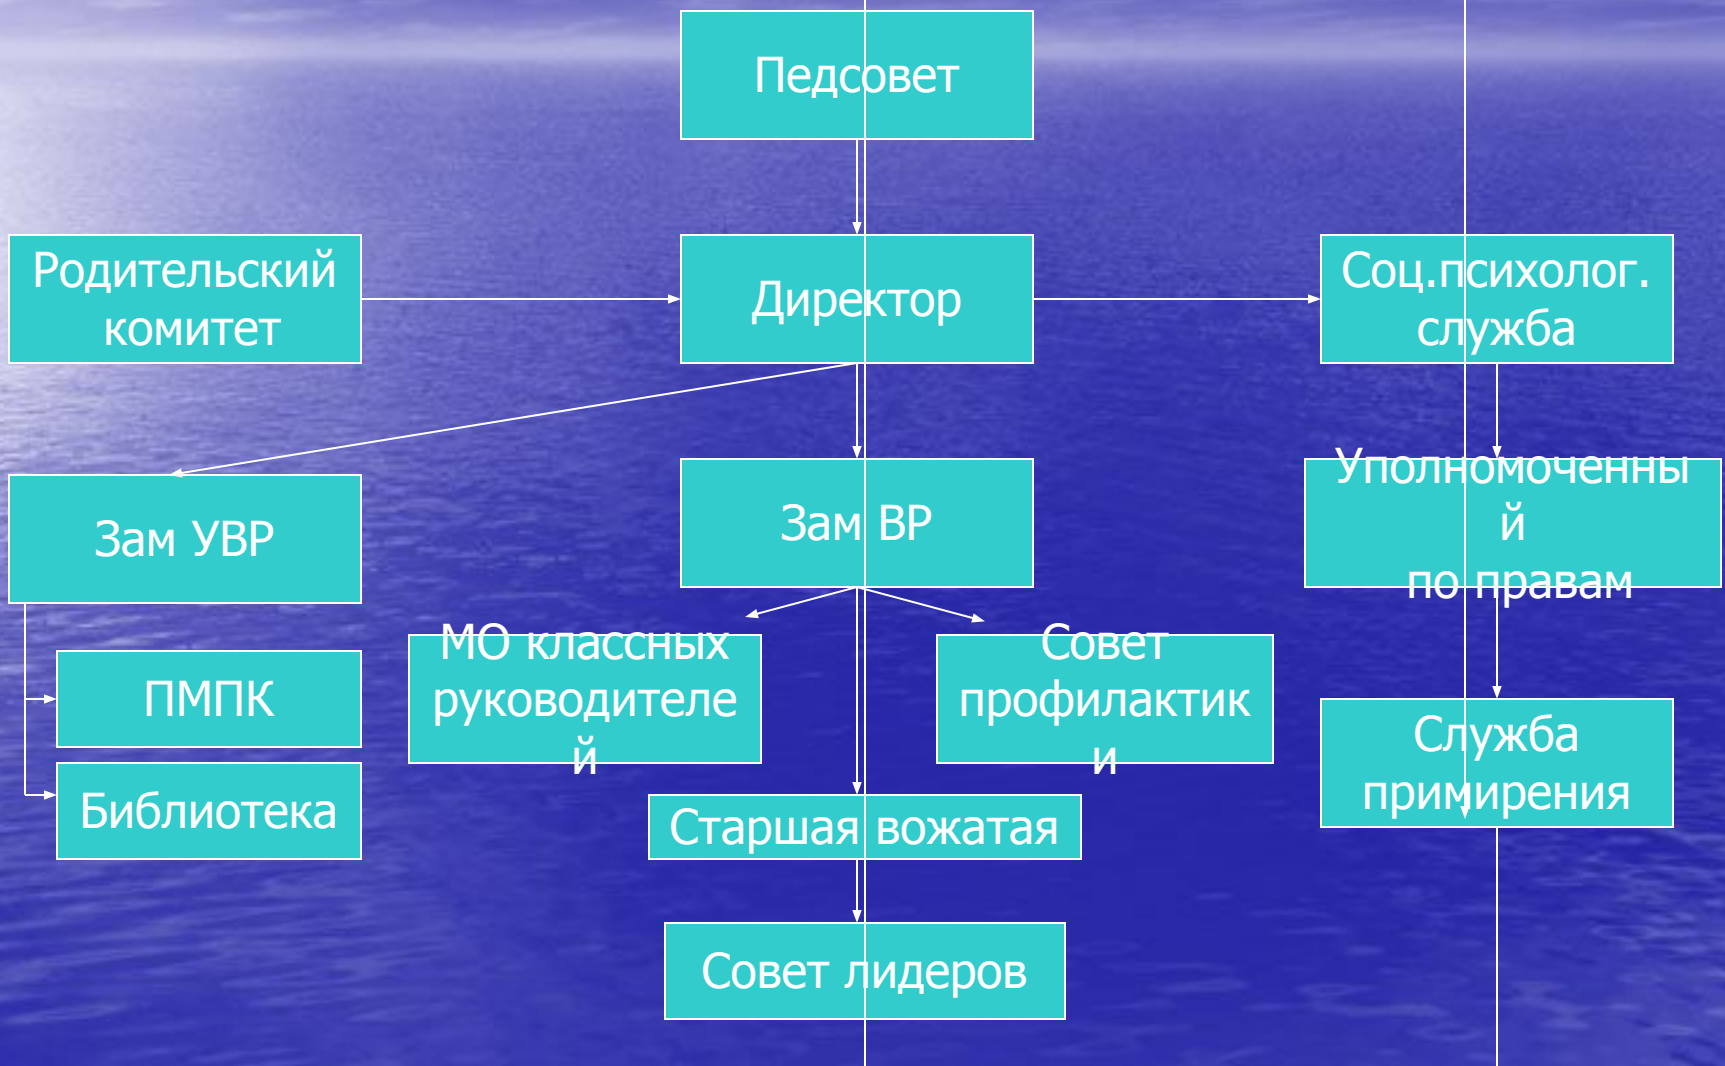 Педсовет
Родительский
комитет
Директор
Соц.психолог.
служба
Зам УВР
Зам ВР
Уполномоченны
й
по правам
ПМПК
Библиотека
МО классных
руководителе
й
Совет
профилактик
и
Служба
примирения
Старшая вожатая
Совет лидеров